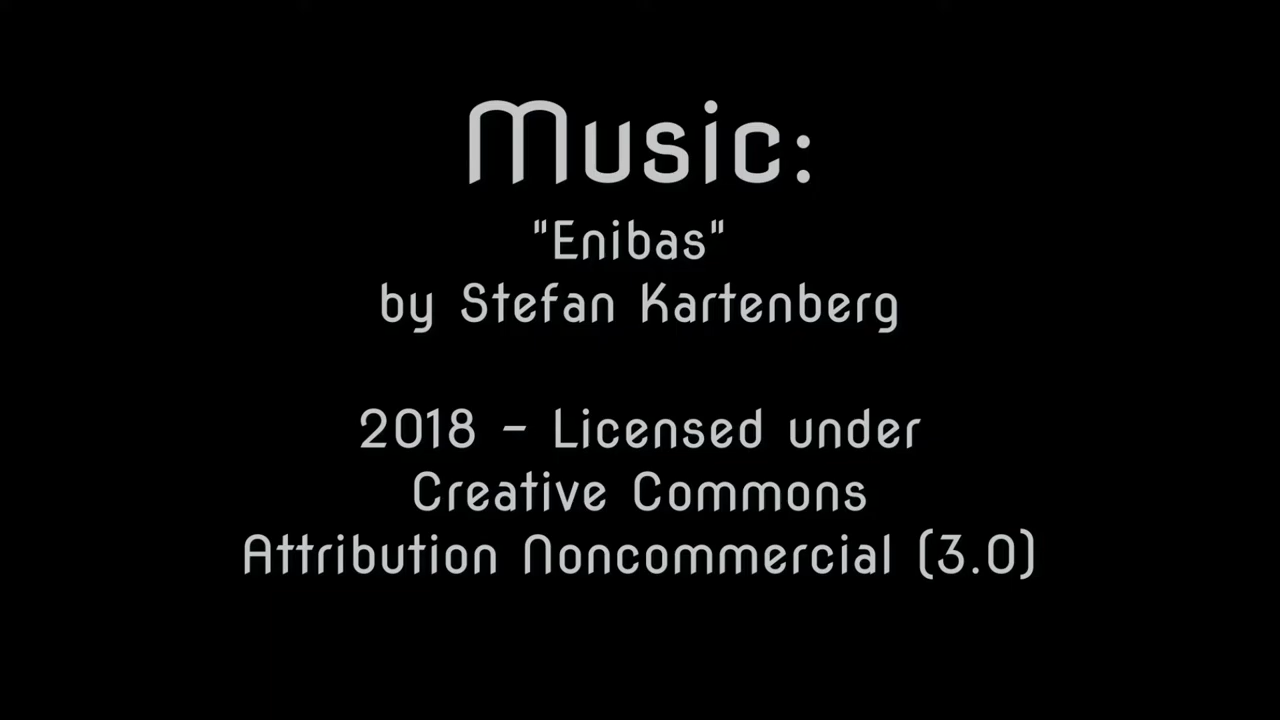 Music:
"Enibas"
by Stefan Kartenberg
2018 - Licensed under
Creative Commons
Attribution Noncommercial (3.0)